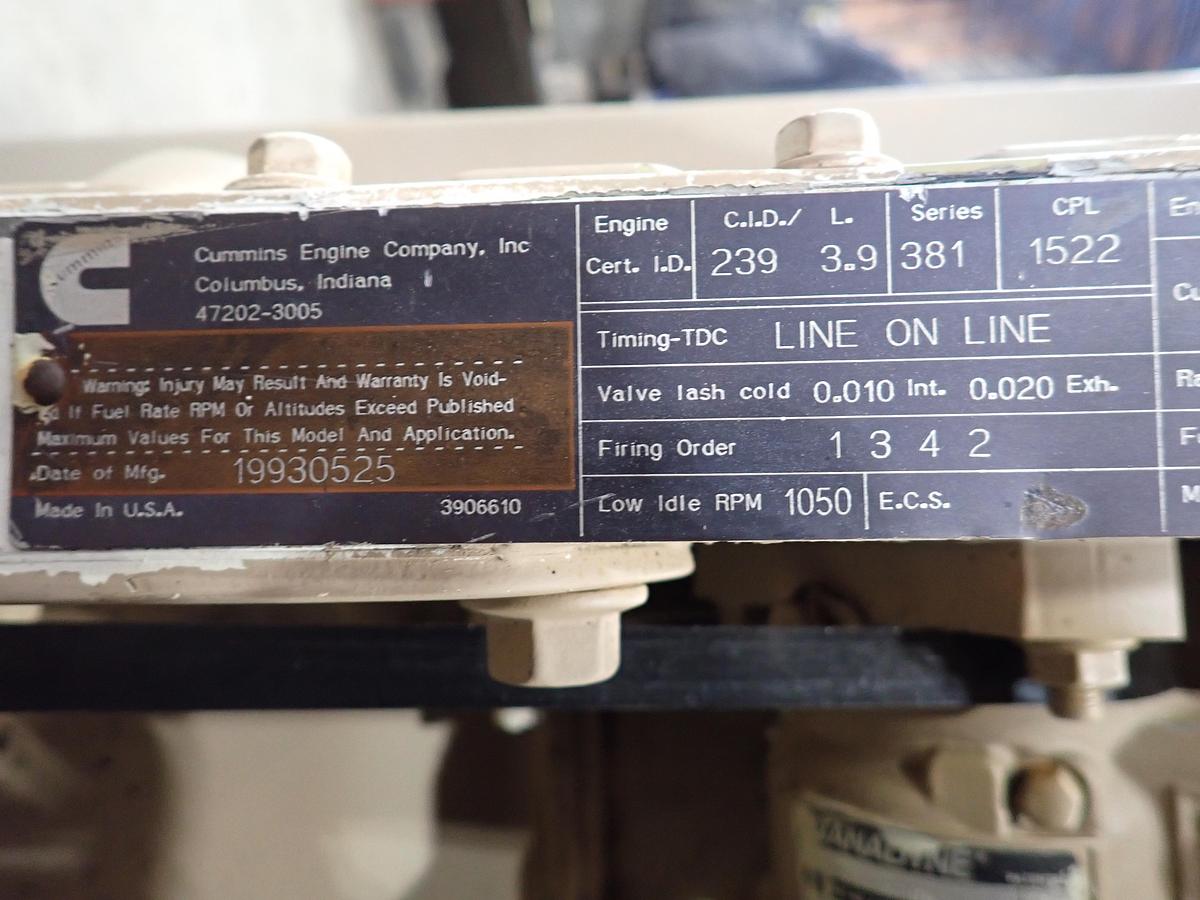 Cummins Engine Company, Inc
Columbus, Indiana
47202-3005
Warning: Injury May Result And Warranty Is Void-
ed If Fuel Rate RPM Or Altitudes Exceed Published
Maximum Values For This Model And Application.
Date of Mfg. 19930525
Made In U.S.A. 3906610
Engine
Cert. I.D.
C.I.D./ L.
239 3.9
Series
381
CPL
1522
Timing-TDC LINE ON LINE
Valve lash cold 0.010 Int. 0.020 Exh.
Firing Order 1 3 4 2
Low Idle RPM 1050 E.C.S.